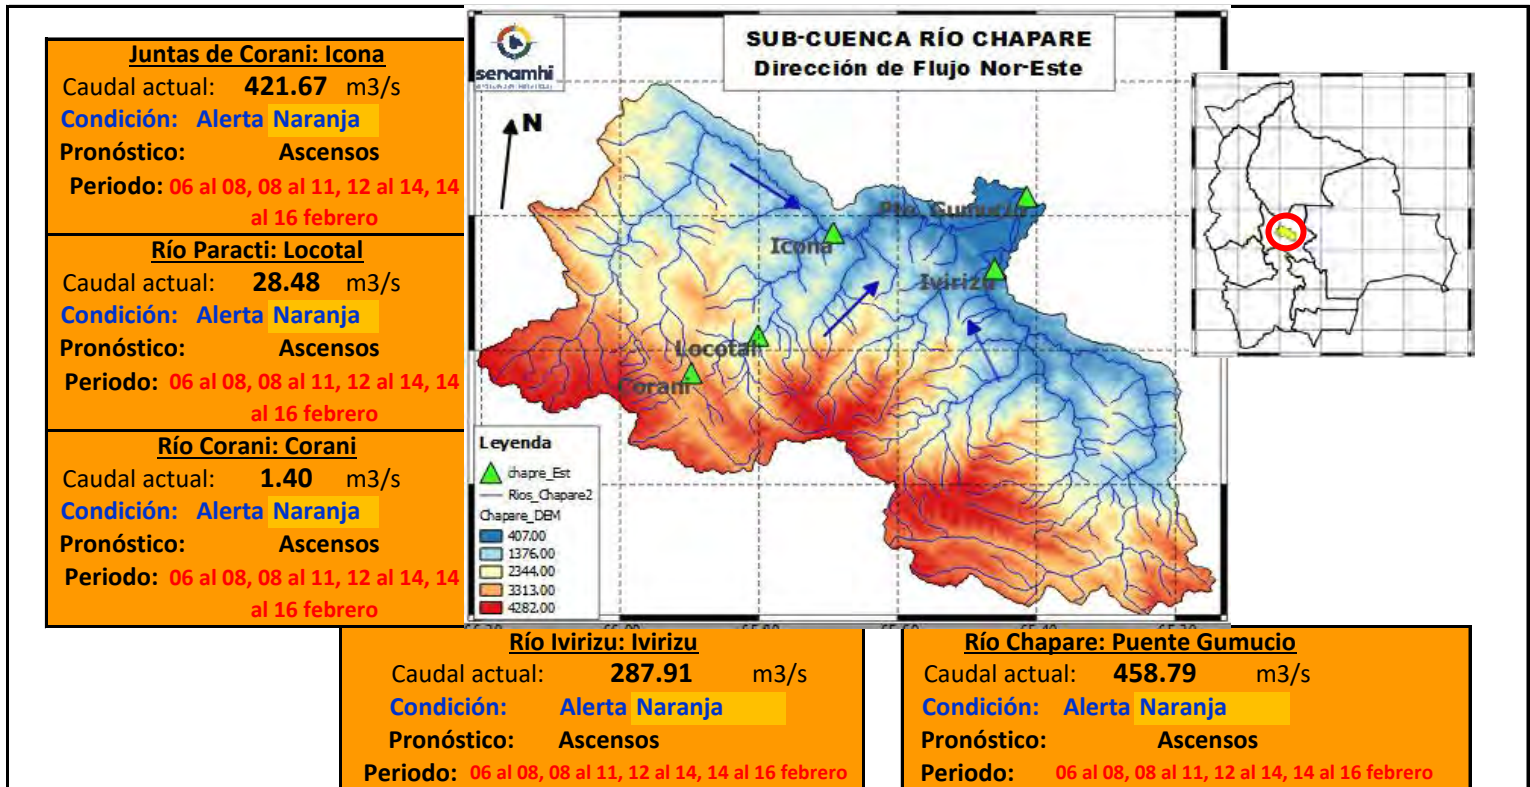 Juntas de Corani: Icona
Caudal actual: 421.67 m3/s
Condición: Alerta Naranja
Pronóstico: Ascensos
Periodo: 06 al 08, 08 al 11, 12 al 14, 14
al 16 febrero
Río Paracti: Locotal
Caudal actual: 28.48 m3/s
Condición: Alerta Naranja
Pronóstico: Ascensos
Periodo: 06 al 08, 08 al 11, 12 al 14, 14
al 16 febrero
Río Corani: Corani
Caudal actual: 1.40 m3/s
Condición: Alerta Naranja
Pronóstico: Ascensos
Periodo: 06 al 08, 08 al 11, 12 al 14, 14
al 16 febrero
senamhi
SUB-CUENCA RÍO CHAPARE
Dirección de Flujo Nor-Este
N
Pte. Gumucio
Icona
Ivirizu
Locotal
Corani
Leyenda
chapre_Est
Rios_Chapare2
Chapare_DEM
407.00
1376.00
2344.00
3313.00
4282.00
Río Ivirizu: Ivirizu
Caudal actual: 287.91 m3/s
Condición: Alerta Naranja
Pronóstico: Ascensos
Periodo: 06 al 08, 08 al 11, 12 al 14, 14 al 16 febrero
Río Chapare: Puente Gumucio
Caudal actual: 458.79 m3/s
Condición: Alerta Naranja
Pronóstico: Ascensos
Periodo: 06 al 08, 08 al 11, 12 al 14, 14 al 16 febrero